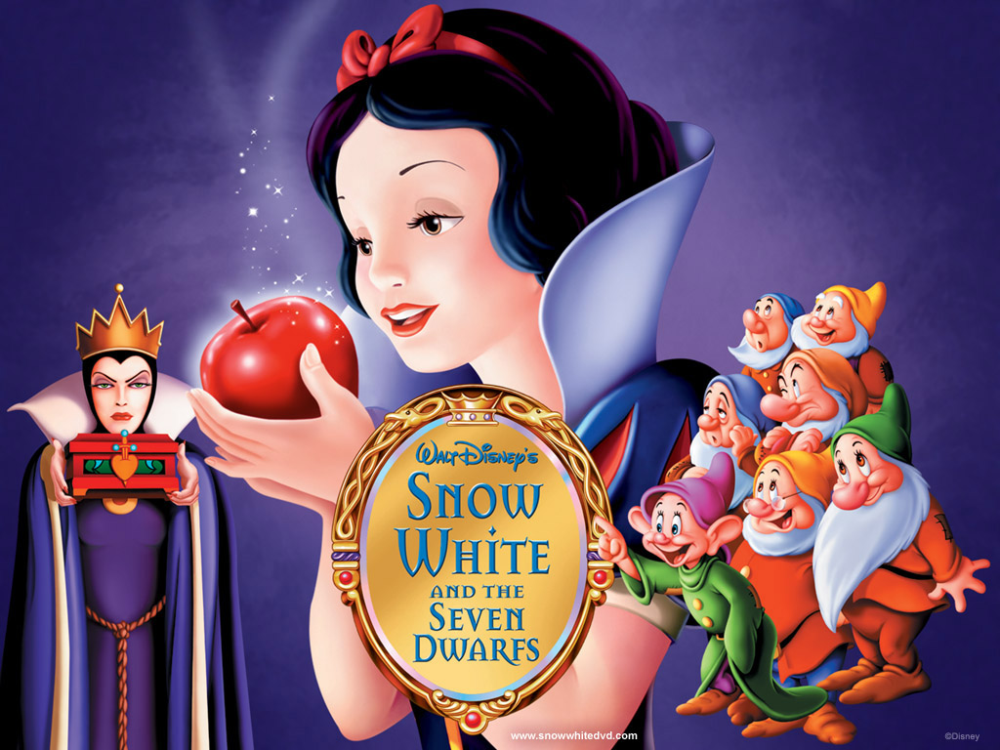 Walt Disney's
Snow
White
and the
Seven
Dwarfs
www.snowwhitedvd.com
©Disney